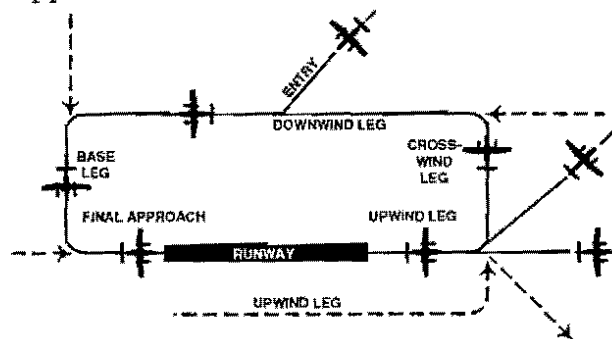 ENTRY
DOWNWIND LEG
BASE
LEG
CROSS-
WIND
LEG
FINAL APPROACH
UPWIND LEG
RUNWAY
UPWIND LEG